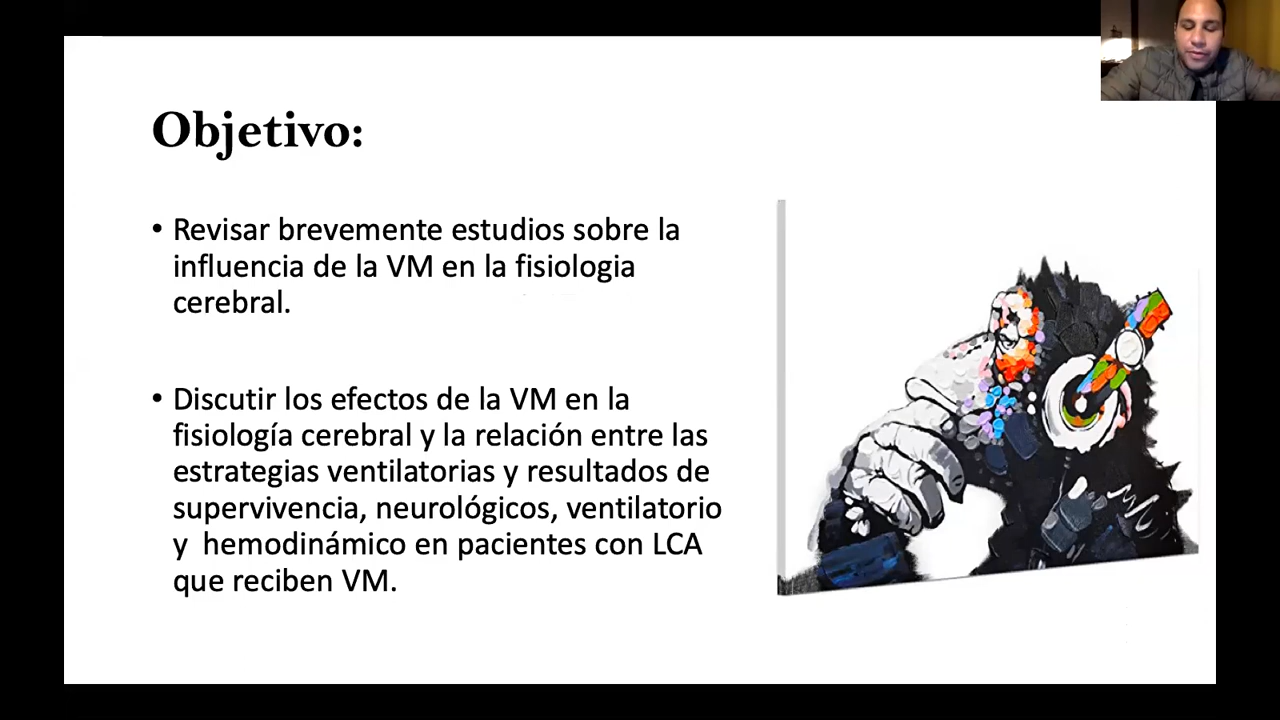 Objetivo:
• Revisar brevemente estudios sobre la
influencia de la VM en la fisiologia
cerebral.
• Discutir los efectos de la VM en la
fisiología cerebral y la relación entre las
estrategias ventilatorias y resultados de
supervivencia, neurológicos, ventilatorio
y  hemodinámico en pacientes con LCA
que reciben VM.